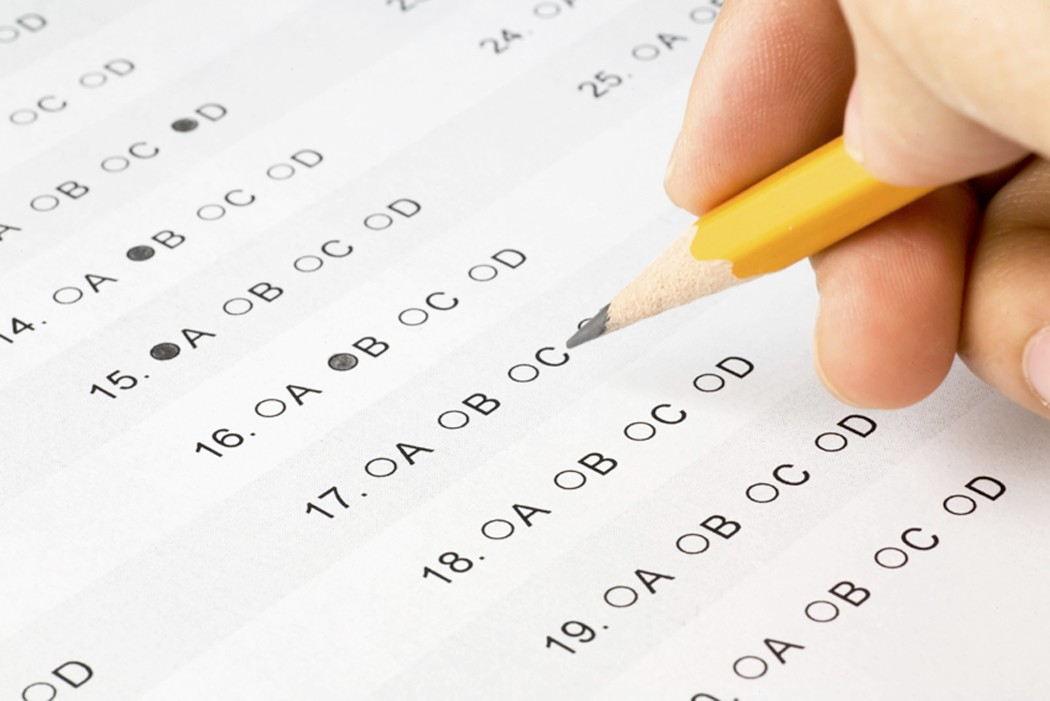 D
C D
A B C D
14. A B C D
15. A B C D
16. A B C D
17. A B C
18. A B C D
19. A B C D
A B C D
24. A
25. A
D